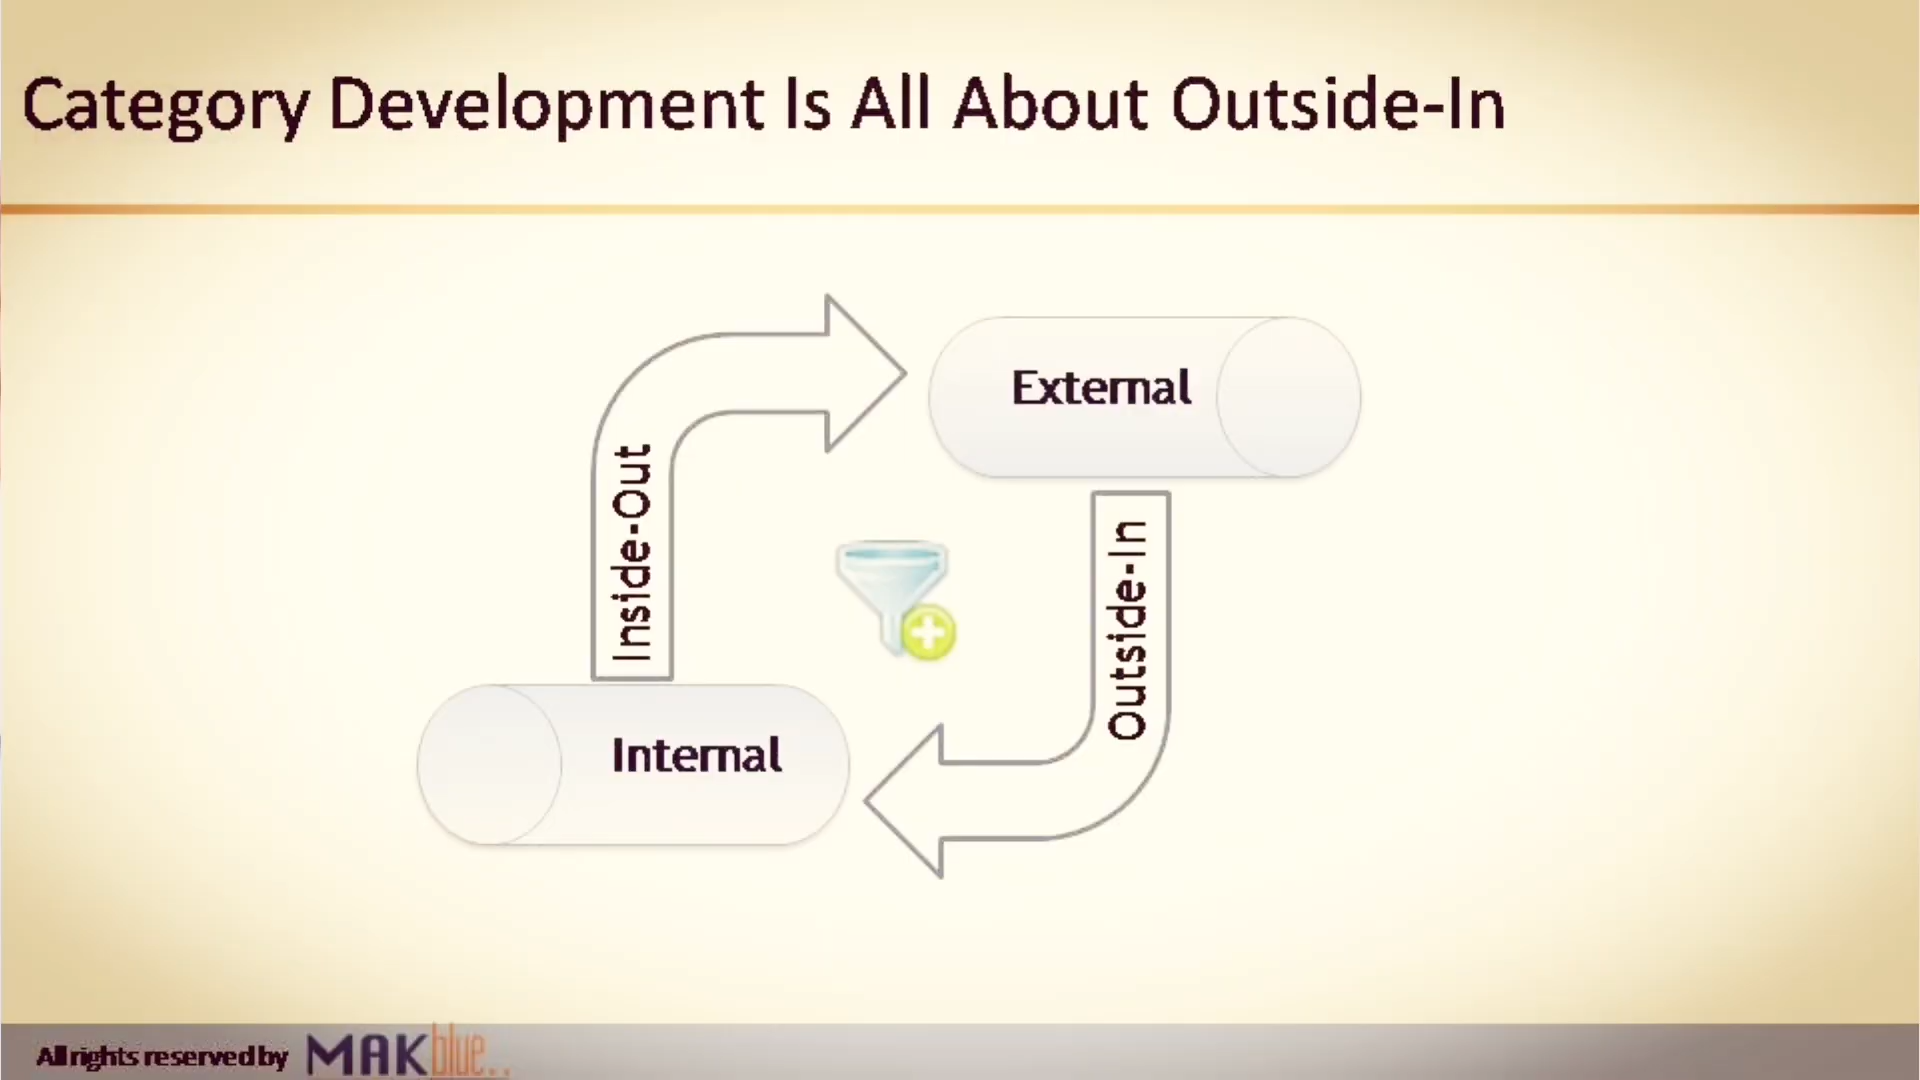 Category Development Is All About Outside-In
External
Inside-Out
Outside-In
Internal
All rights reserved by MAKblue..